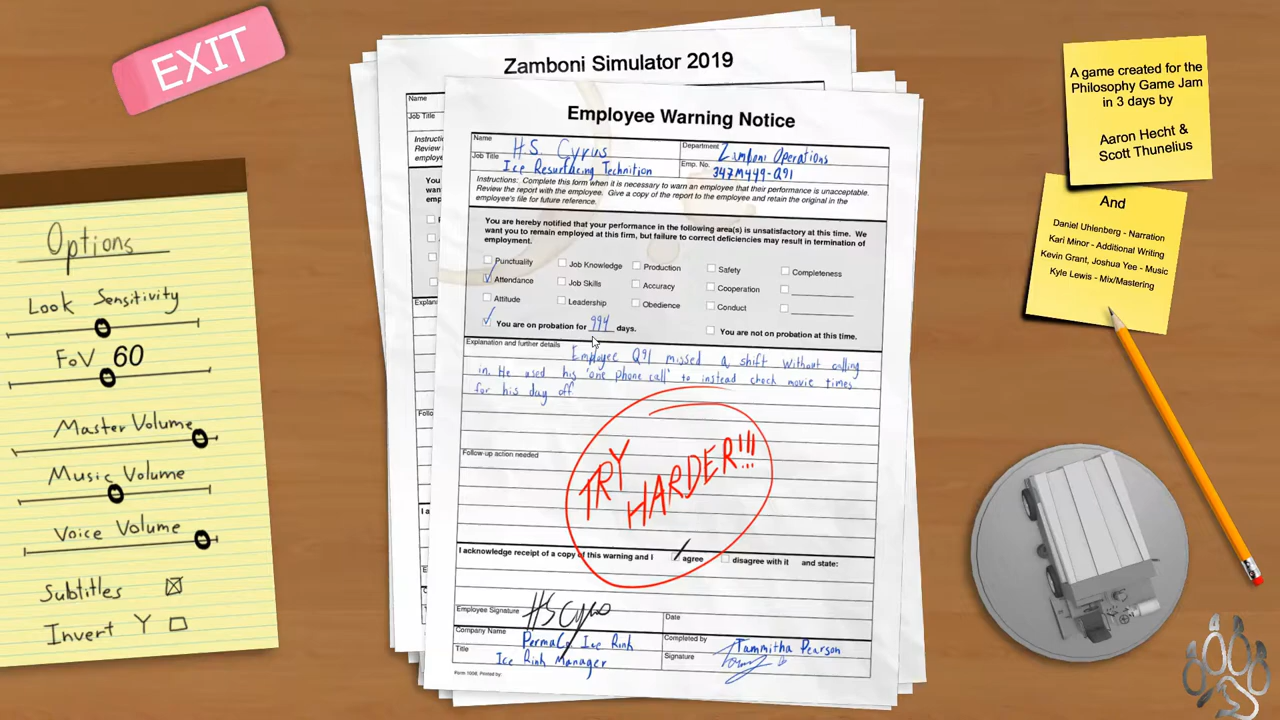 EXIT
Options
Look Sensitivity
FoV 60
Master Volume
Music Volume
Voice Volume
Subtitles
Invert Y
Zamboni Simulator 2019
Name
Job Title
Employee Warning Notice
Name H.S. Cyrus
Department Zamboni Operations
Job Title Ice Resurfacing Technition
Emp. No. 347M449-Q91
Instructions: Complete this form when it is necessary to warn an employee that their performance is unacceptable.
Review the report with the employee. Give a copy of the report to the employee and retain the original in the
employee's file for future reference.
You are hereby notified that your performance in the following area(s) is unsatisfactory at this time. We
want you to remain employed at this firm, but failure to correct deficiencies may result in termination of
employment.
Punctuality Job Knowledge Production Safety Completeness
Attendance Job Skills Accuracy Cooperation
Attitude Leadership Obedience Conduct
You are on probation for 994 days. You are not on probation at this time.
Explanation and further details Employee Q91 missed a shift without calling
in. He used his 'one phone call' to instead check movie times
for his day off
TRY
HARDER!!!
Follow-up action needed
I acknowledge receipt of a copy of this warning and I agree disagree with it and state:
Employee Signature HSCyrus
Date
Company Name PermaCo Ice Rink
Completed by Tammitha Pearson
Title Ice Rink Manager
Signature
A game created for the
Philosophy Game Jam
in 3 days by
Aaron Hecht &
Scott Thunelius
And
Daniel Uhlenberg - Narration
Kari Minor - Additional Writing
Kevin Grant, Joshua Yee - Music
Kyle Lewis - Mix/Mastering